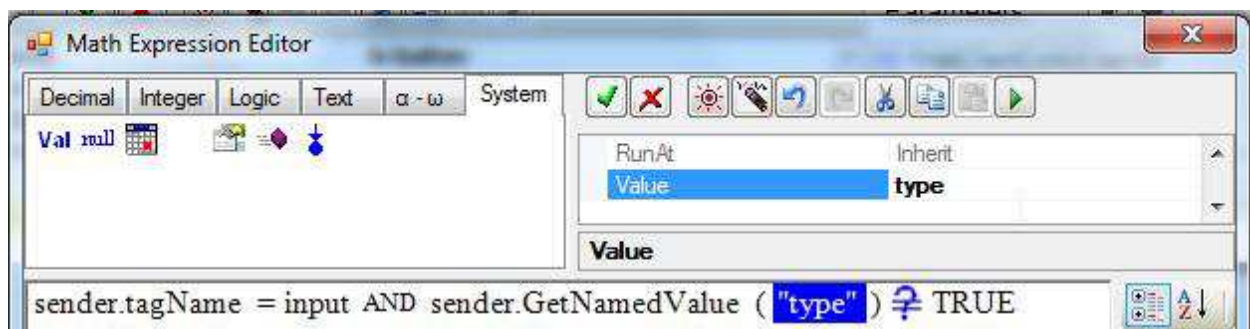 Math Expression Editor
Decimal Integer Logic Text α - ω System
Val null
RunAt Inherit
Value type
Value
sender.tagName = input AND sender.GetNamedValue ( "type" ) = ? TRUE